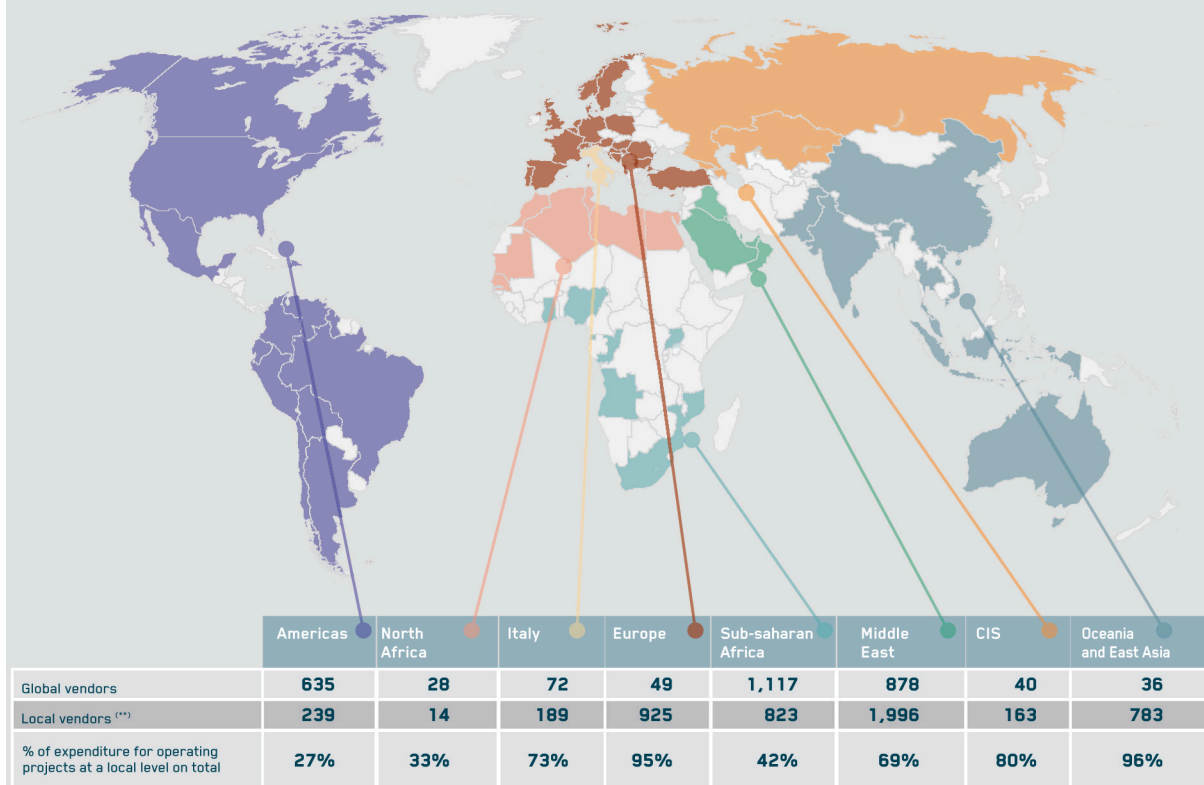 Americas North Africa Italy Europe Sub-saharan Africa Middle East CIS Oceania and East Asia
Global vendors 635 28 72 49 1,117 878 40 36
Local vendors (**) 239 14 189 925 823 1,996 163 783
% of expenditure for operating
projects at a local level on total 27% 33% 73% 95% 42% 69% 80% 96%